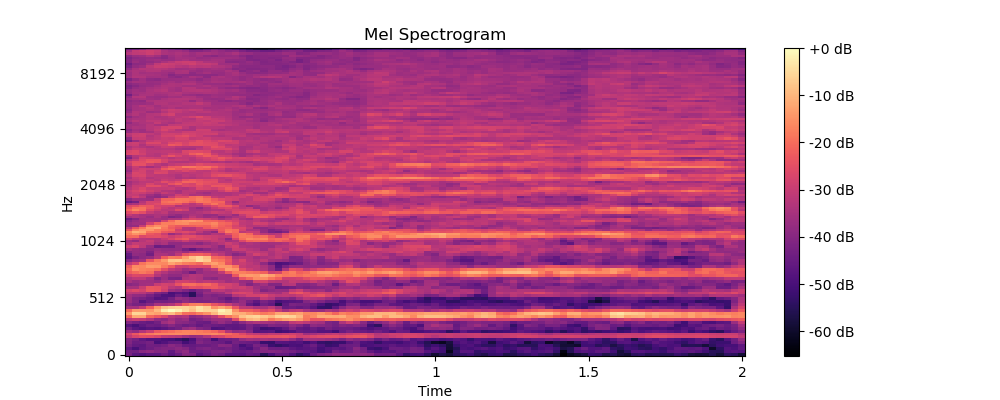 Mel Spectrogram
Hz
8192
4096
2048
1024
512
0
0 0.5 1 1.5 2
Time
+0 dB
-10 dB
-20 dB
-30 dB
-40 dB
-50 dB
-60 dB